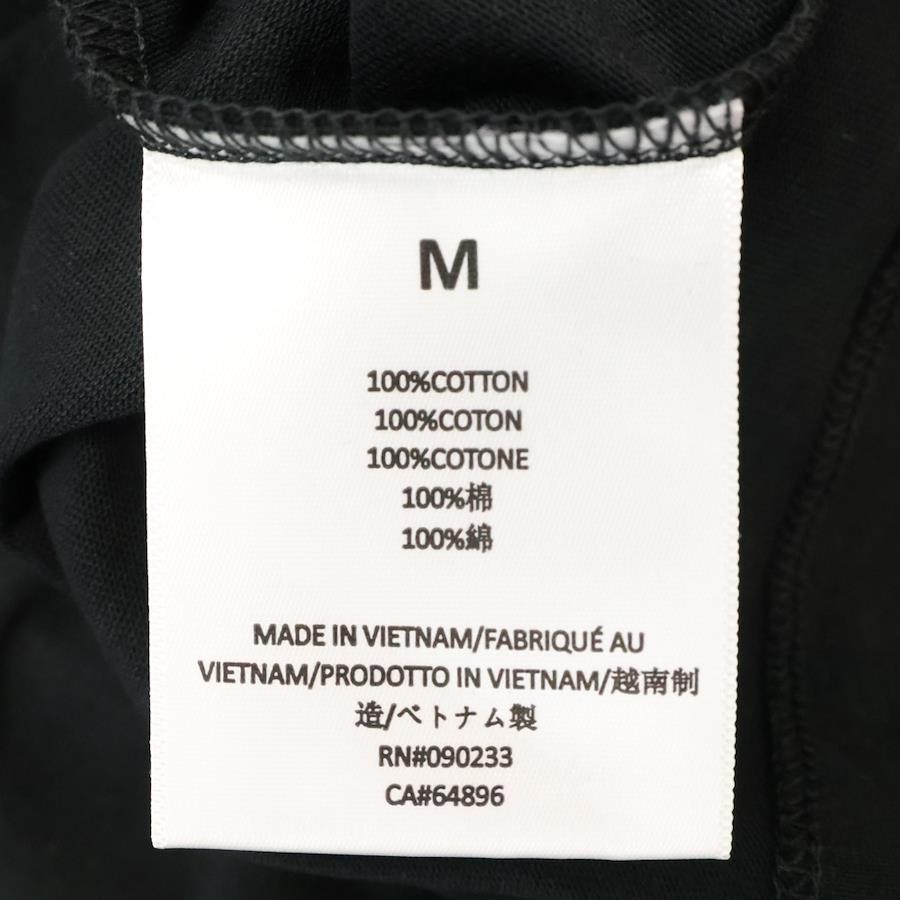 M
100%COTTON
100%COTON
100%COTONE
100%棉
100%綿
MADE IN VIETNAM/FABRIQUÉ AU
VIETNAM/PRODOTTO IN VIETNAM/越南制
造/ベトナム製
RN#090233
CA#64896